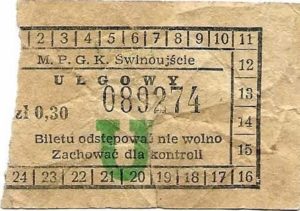 2 3 4 5 6 7 8 9 10 11
M. P. G. K. Świnoujście 12
ULGOWY
089274 13
zł 0,30 14
U
Biletu odstępować nie wolno
Zachować dla kontroli 15
24 23 22 21 20 19 18 17 16